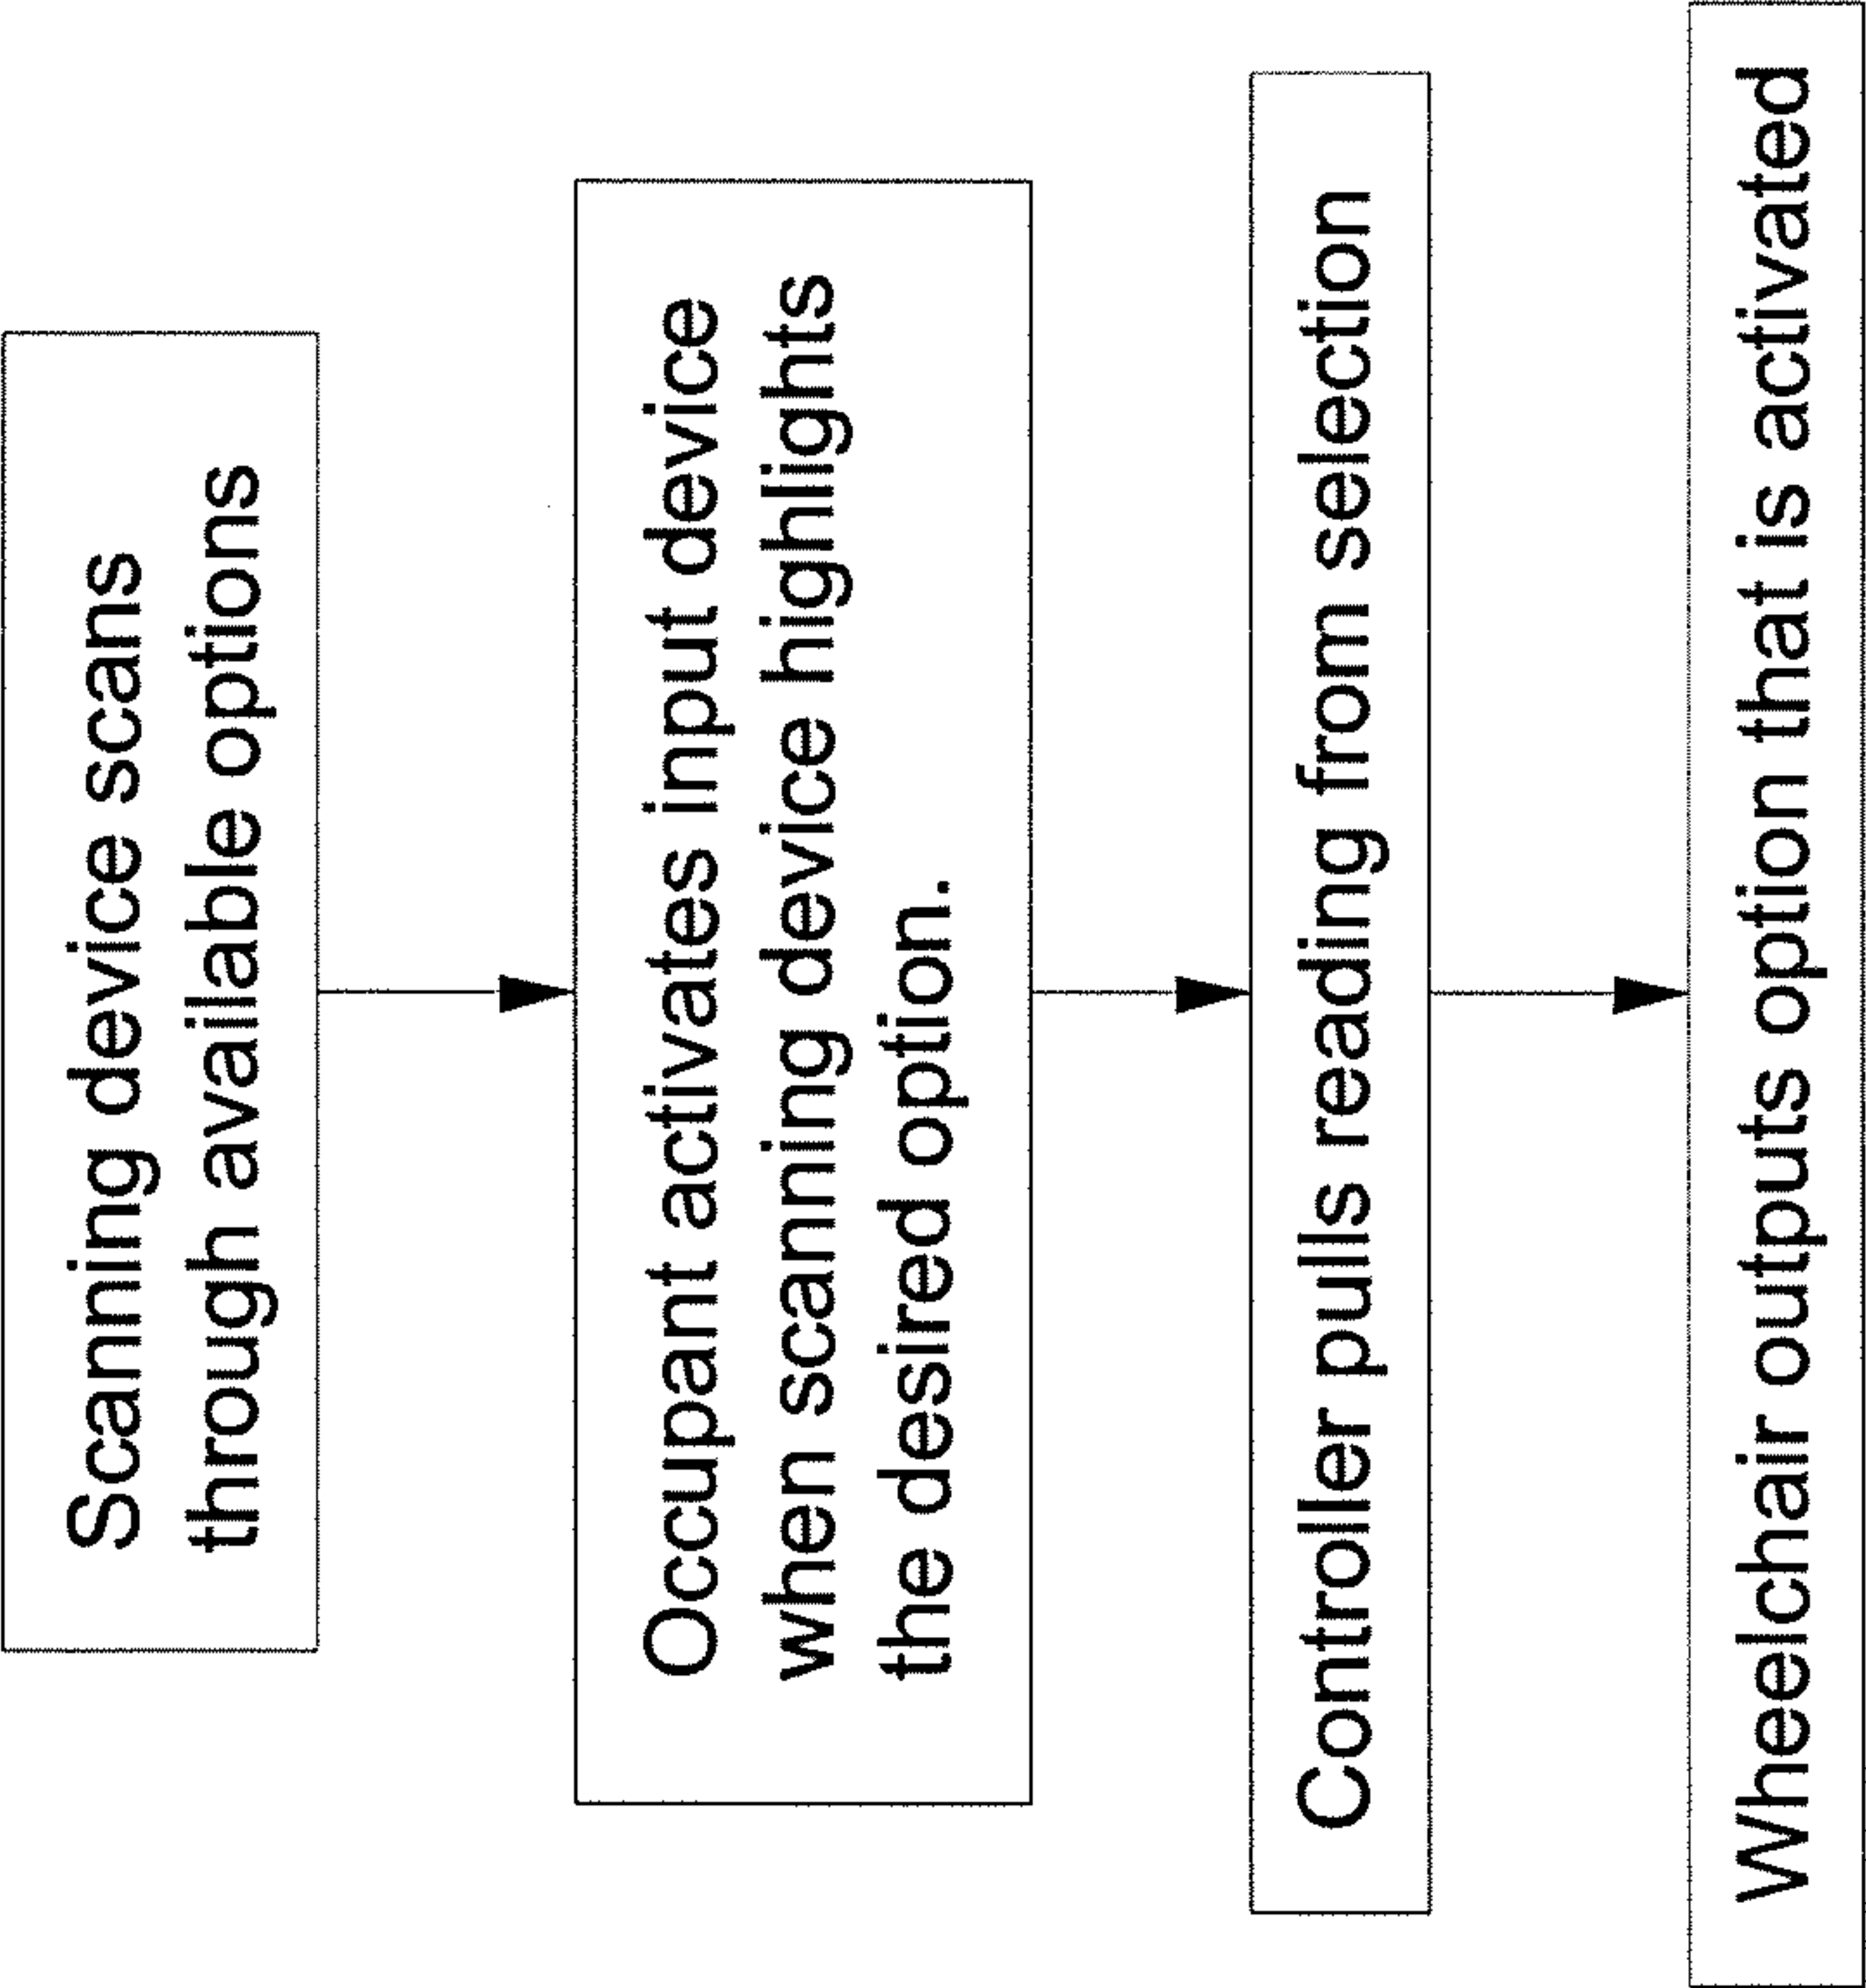 Scanning device scans
through available options
Occupant activates input device
when scanning device highlights
the desired option.
Controller pulls reading from selection
Wheelchair outputs option that is activated